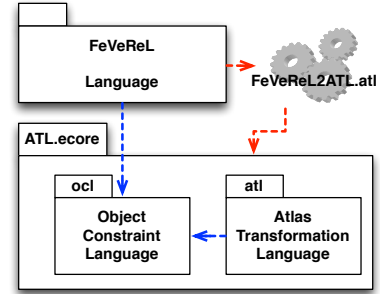 FeVeReL
Language
FeVeReL2ATL.atl
ATL.ecore
ocl
Object
Constraint
Language
atl
Atlas
Transformation
Language